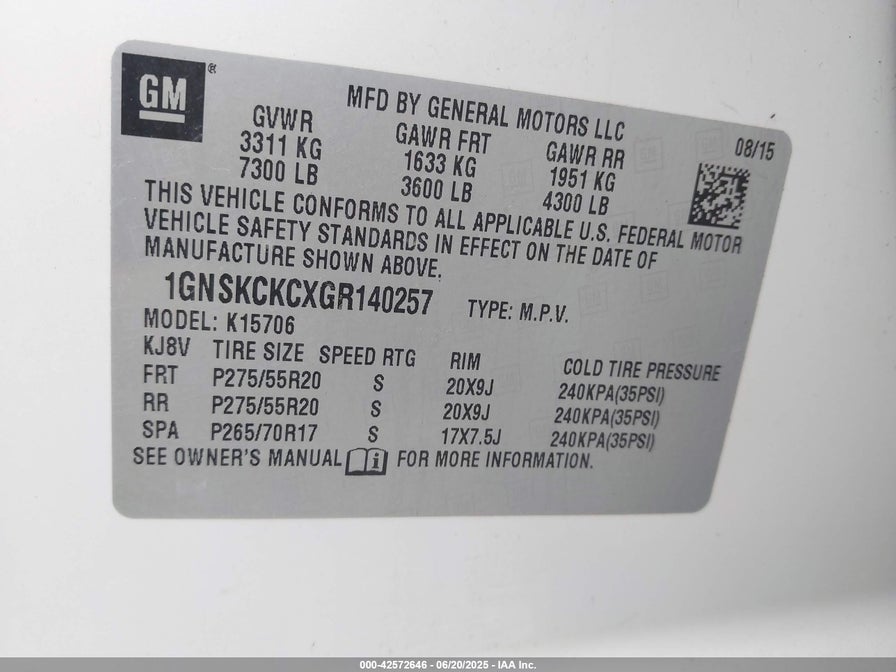 GM
MFD BY GENERAL MOTORS LLC
08/15
GVWR GAWR FRT GAWR RR
3311 KG 1633 KG 1951 KG
7300 LB 3600 LB 4300 LB
THIS VEHICLE CONFORMS TO ALL APPLICABLE U.S. FEDERAL MOTOR
VEHICLE SAFETY STANDARDS IN EFFECT ON THE DATE OF
MANUFACTURE SHOWN ABOVE.
1GNSKCKCXGR140257 TYPE: M.P.V.
MODEL: K15706
KJ8V TIRE SIZE SPEED RTG RIM COLD TIRE PRESSURE
FRT P275/55R20 S 20X9J 240KPA(35PSI)
RR P275/55R20 S 20X9J 240KPA(35PSI)
SPA P265/70R17 S 17X7.5J 240KPA(35PSI)
SEE OWNER'S MANUAL FOR MORE INFORMATION.
000-42572646 - 06/20/2025 - IAA Inc.